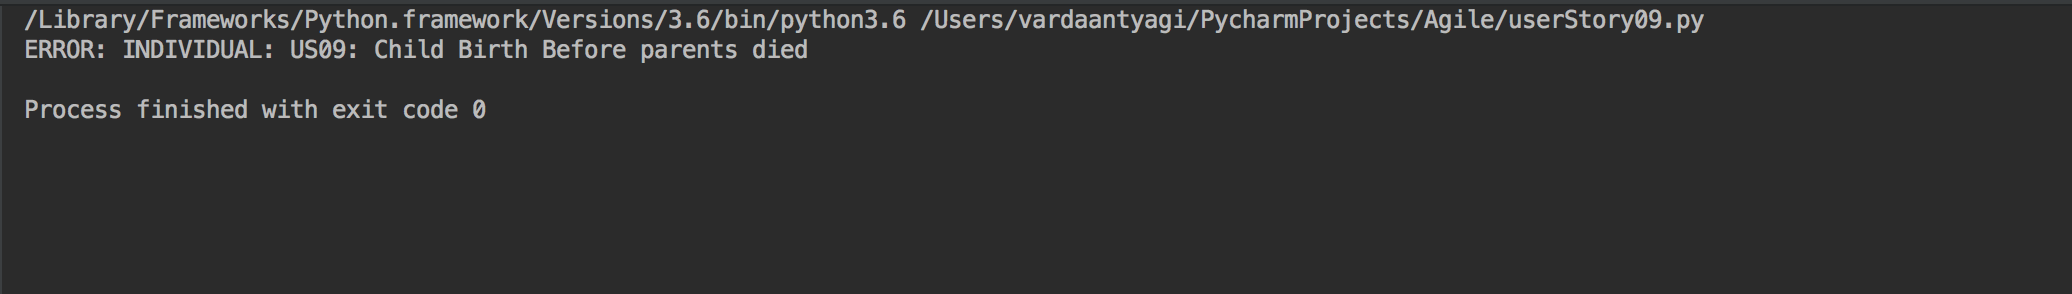 /Library/Frameworks/Python.framework/Versions/3.6/bin/python3.6 /Users/vardaantyagi/PycharmProjects/Agile/userStory09.py
ERROR: INDIVIDUAL: US09: Child Birth Before parents died
Process finished with exit code 0